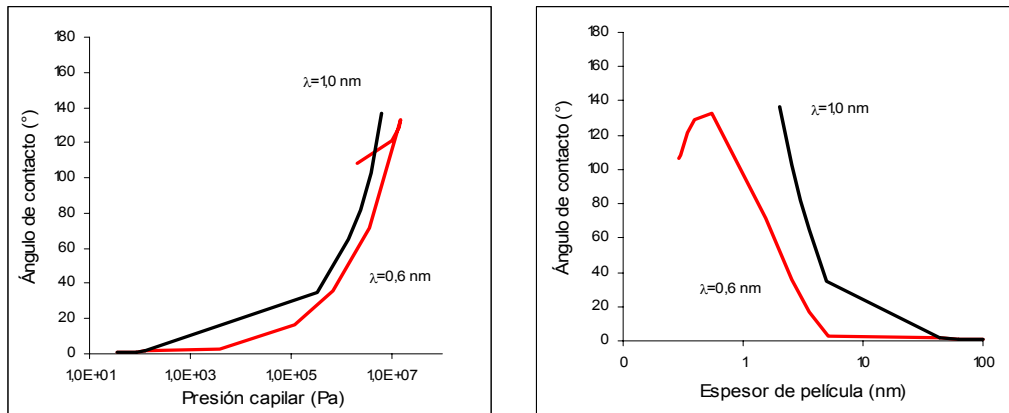 Ángulo de contacto (°)
180
160
140
120
100
80
60
40
20
0
λ=1,0 nm
λ=0,6 nm
1,0E+01
1,0E+03
1,0E+05
1,0E+07
Presión capilar (Pa)
Ángulo de contacto (°)
180
160
140
120
100
80
60
40
20
0
λ=1,0 nm
λ=0,6 nm
0
1
10
100
Espesor de película (nm)